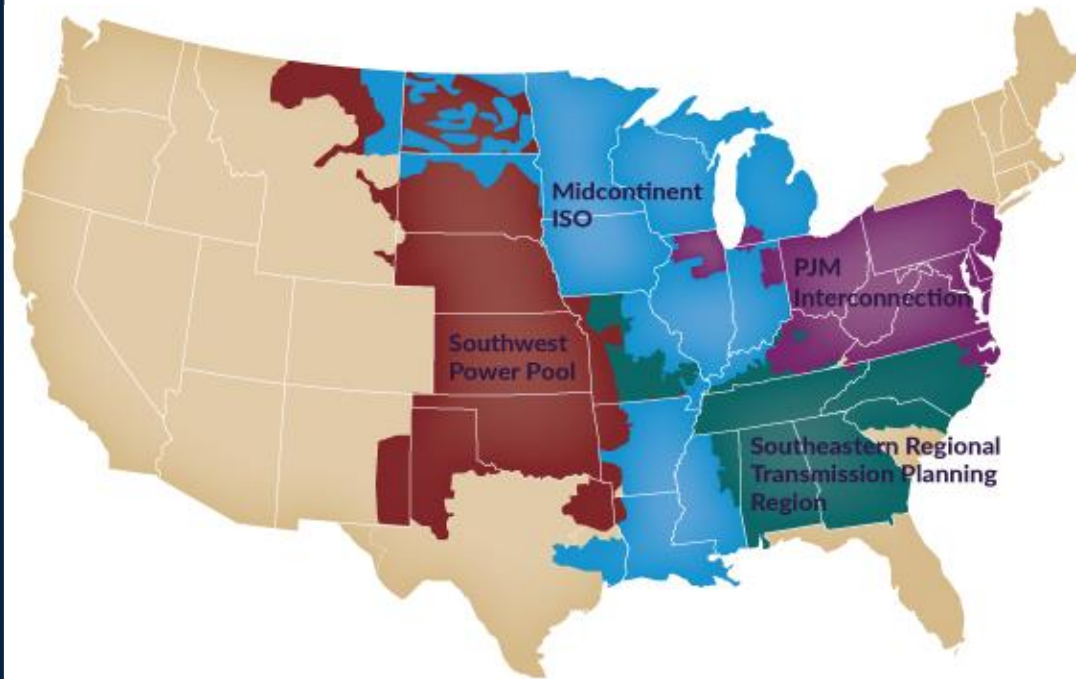 Midcontinent
ISO
PJM
Interconnection
Southwest
Power Pool
Southeastern Regional
Transmission Planning
Region